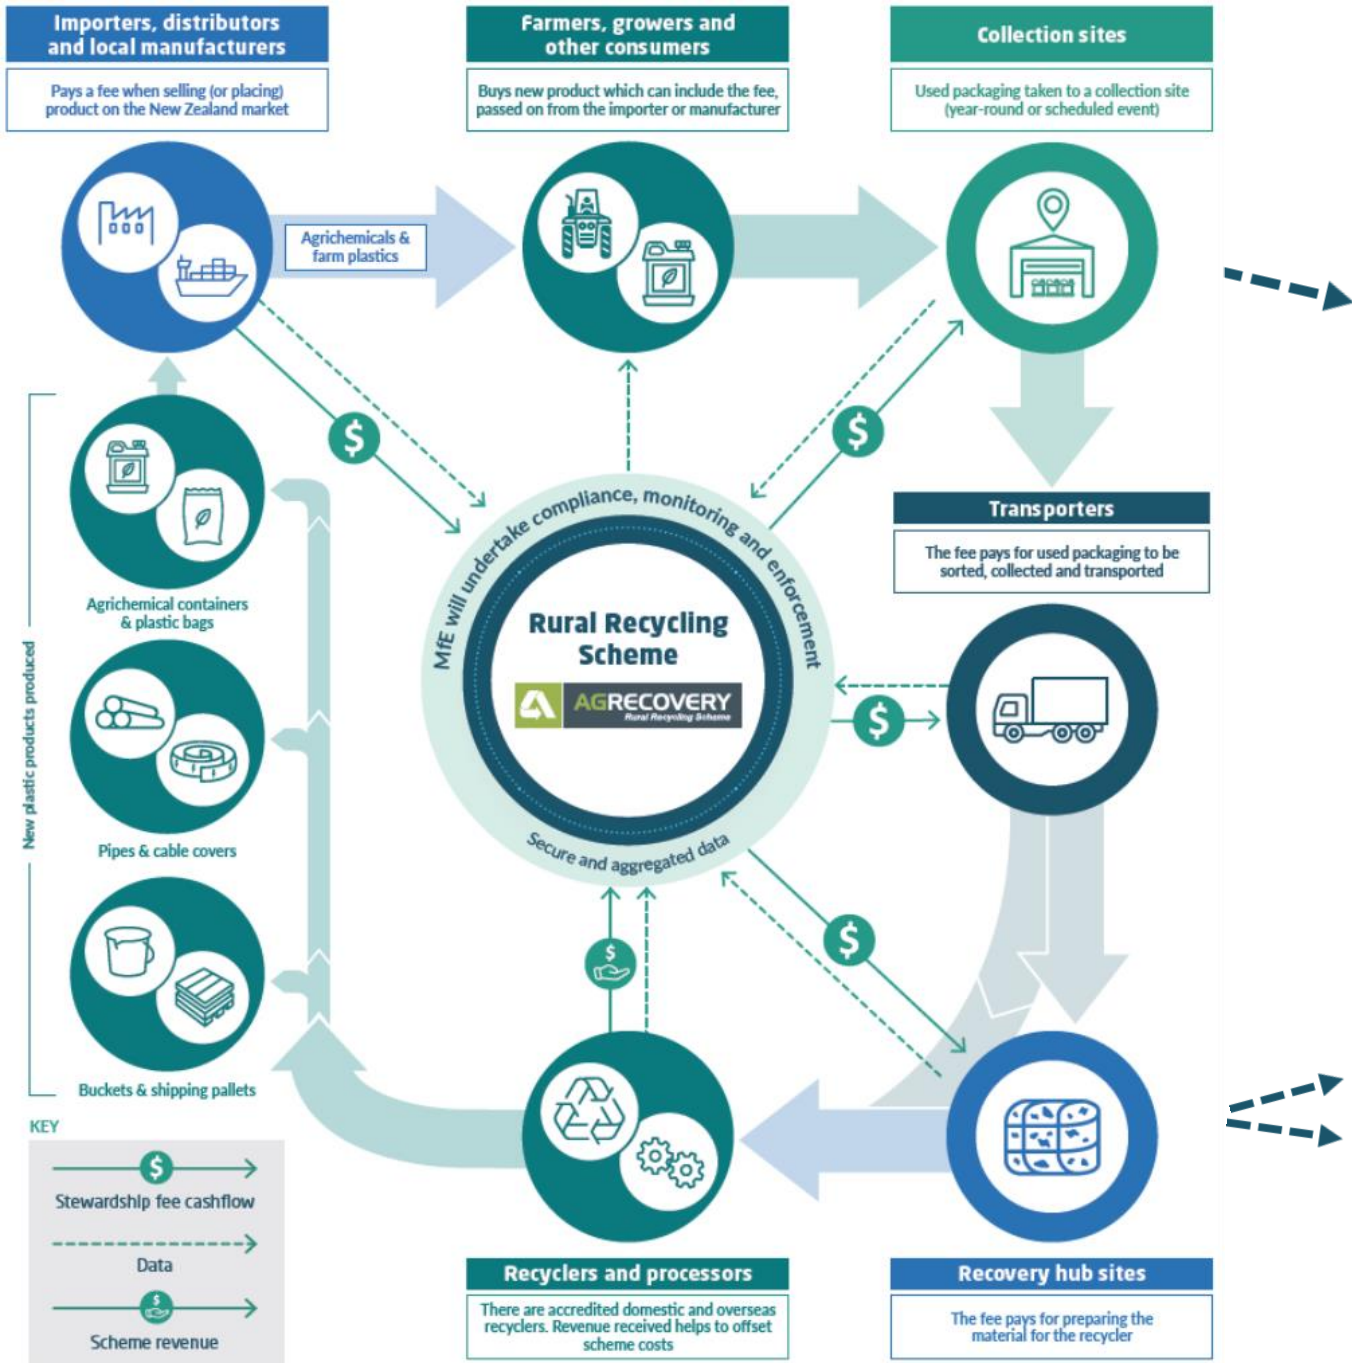 Importers, distributors
and local manufacturers
Pays a fee when selling (or placing)
product on the New Zealand market
Farmers, growers and
other consumers
Buys new product which can include the fee,
passed on from the importer or manufacturer
Collection sites
Used packaging taken to a collection site
(year-round or scheduled event)
Agrichemicals &
farm plastics
$
$
Transporters
The fee pays for used packaging to be
sorted, collected and transported
MfE will undertake compliance, monitoring and enforcement
Rural Recycling
Scheme
AGRECOVERY
Rural Recycling Scheme
Secure and aggregated data
$
$
$
New plastic products produced
Agrichemical containers
& plastic bags
Pipes & cable covers
Buckets & shipping pallets
KEY
$
Stewardship fee cashflow
Data
$
Scheme revenue
Recyclers and processors
There are accredited domestic and overseas
recyclers. Revenue received helps to offset
scheme costs
Recovery hub sites
The fee pays for preparing the
material for the recycler